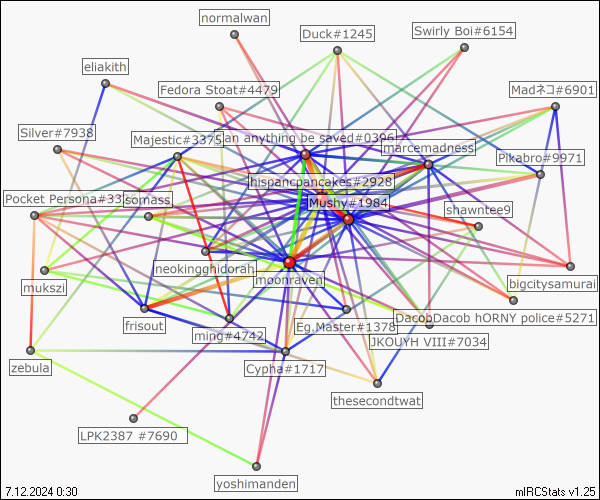 normalwan
Duck#1245
Swirly Boi#6154
eliakith
Fedora Stoat#4479
Madネコ#6901
Silver#7938
Majestic#3375
an anything be saved#0396
marcemadness
Pikabro#9971
hispancpancakes#2928
Pocket Persona#33
somass
Mushy#1984
shawntee9
neokingghidorah
moonraven
mukszi
bigcitysamurai
frisout
ming#4742
Eg.Master#1378
DacobDacob hORNY police#5271
JKOUYH VIII#7034
zebula
Cypha#1717
thesecondtwat
LPK2387 #7690
yoshimanden
7.12.2024 0:30
mIRCStats v1.25